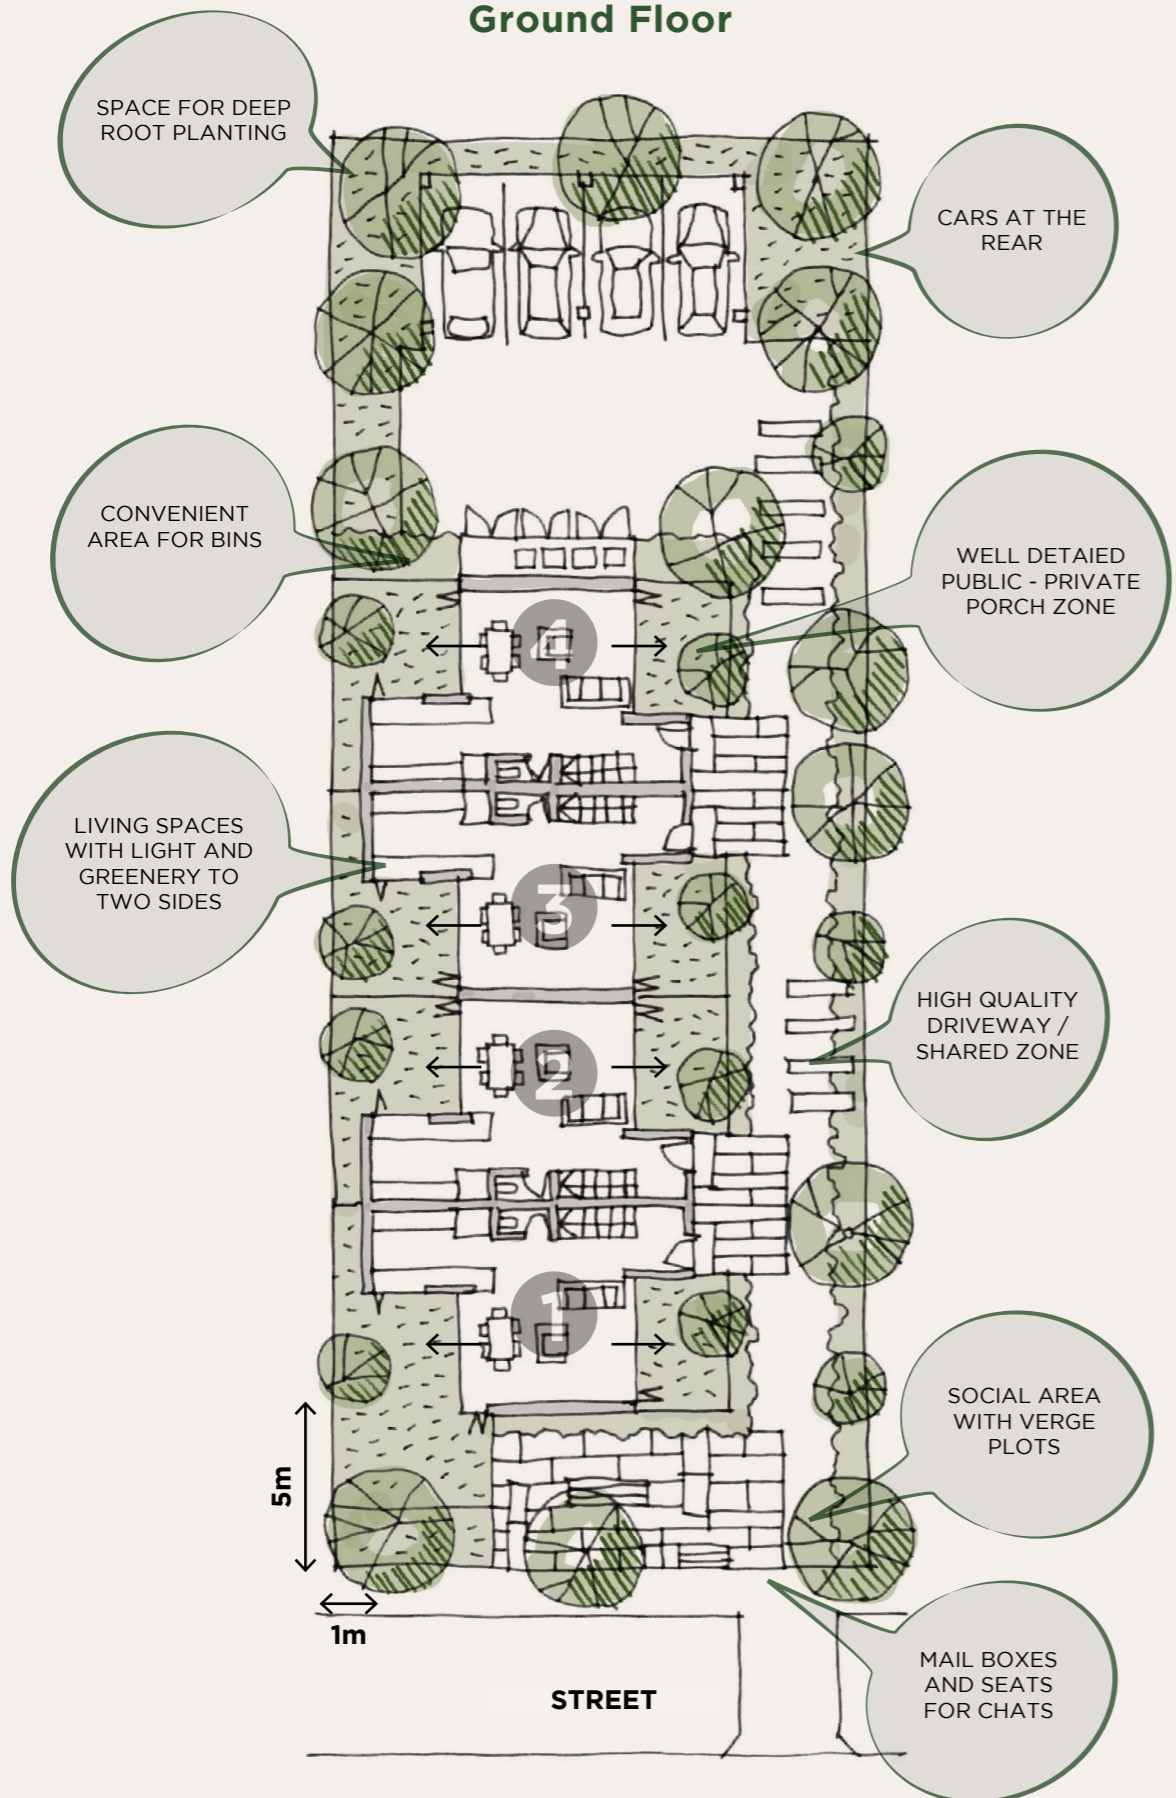 Ground Floor
SPACE FOR DEEP
ROOT PLANTING
CARS AT THE
REAR
CONVENIENT
AREA FOR BINS
WELL DETAIED
PUBLIC - PRIVATE
PORCH ZONE
4
LIVING SPACES
WITH LIGHT AND
GREENERY TO
TWO SIDES
3
HIGH QUALITY
DRIVEWAY /
SHARED ZONE
2
1
SOCIAL AREA
WITH VERGE
PLOTS
5m
1m
MAIL BOXES
AND SEATS
FOR CHATS
STREET